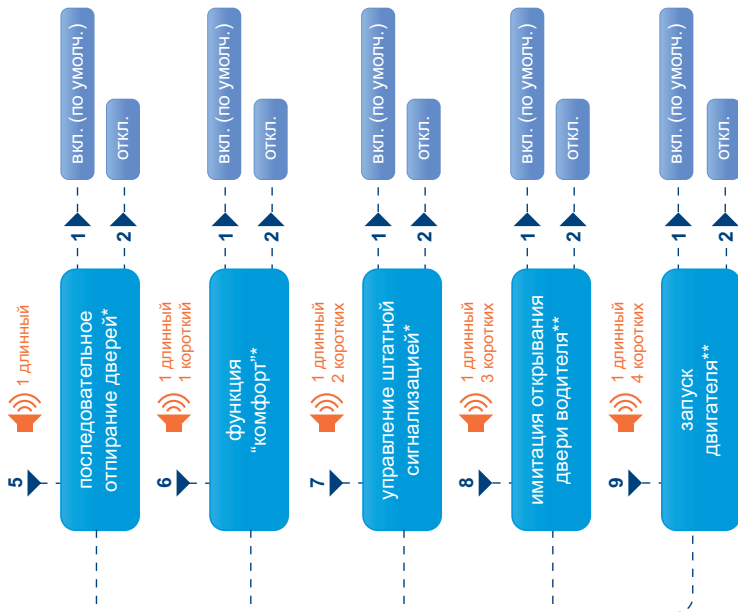 5
1 длинный
последовательное
отпирание дверей*
1
вкл. (по умолч.)
2
откл.
6
1 длинный
1 короткий
функция
“комфорт”*
1
вкл. (по умолч.)
2
откл.
7
1 длинный
2 коротких
управление штатной
сигнализацией*
1
вкл. (по умолч.)
2
откл.
8
1 длинный
3 коротких
имитация открывания
двери водителя**
1
вкл. (по умолч.)
2
откл.
9
1 длинный
4 коротких
запуск
двигателя**
1
вкл. (по умолч.)
2
откл.